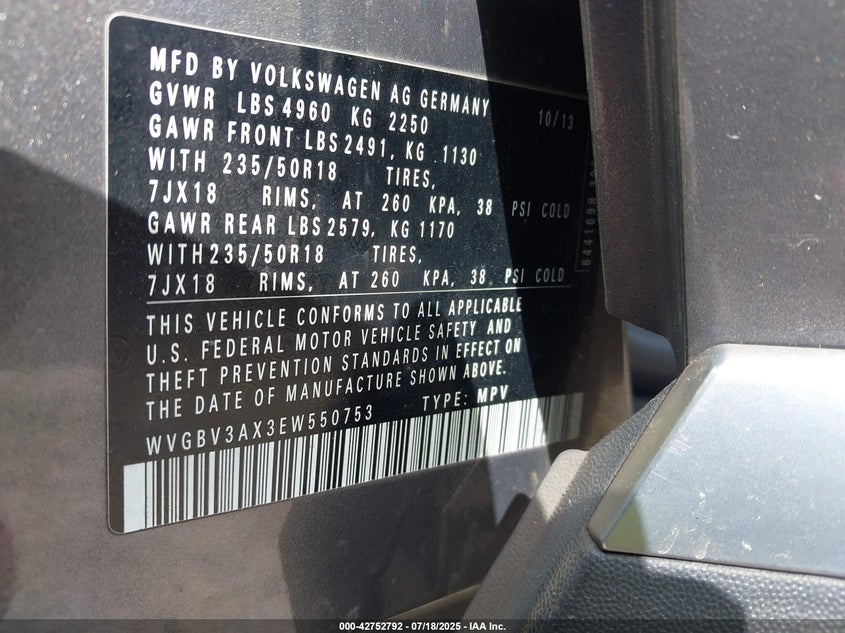 MFD BY VOLKSWAGEN AG GERMANY
10/13
GVWR LBS 4960 KG 2250
GAWR FRONT LBS 2491, KG 1130
WITH 235/50R18 TIRES,
7JX18 RIMS, AT 260 KPA, 38 PSI COLD
GAWR REAR LBS 2579, KG 1170
WITH 235/50R18 TIRES,
7JX18 RIMS, AT 260 KPA, 38 PSI COLD
THIS VEHICLE CONFORMS TO ALL APPLICABLE
U.S. FEDERAL MOTOR VEHICLE SAFETY AND
THEFT PREVENTION STANDARDS IN EFFECT ON
THE DATE OF MANUFACTURE SHOWN ABOVE.
WVGBV3AX3EW550753 TYPE: MPV
6441698
000-42752792 - 07/18/2025 - IAA Inc.